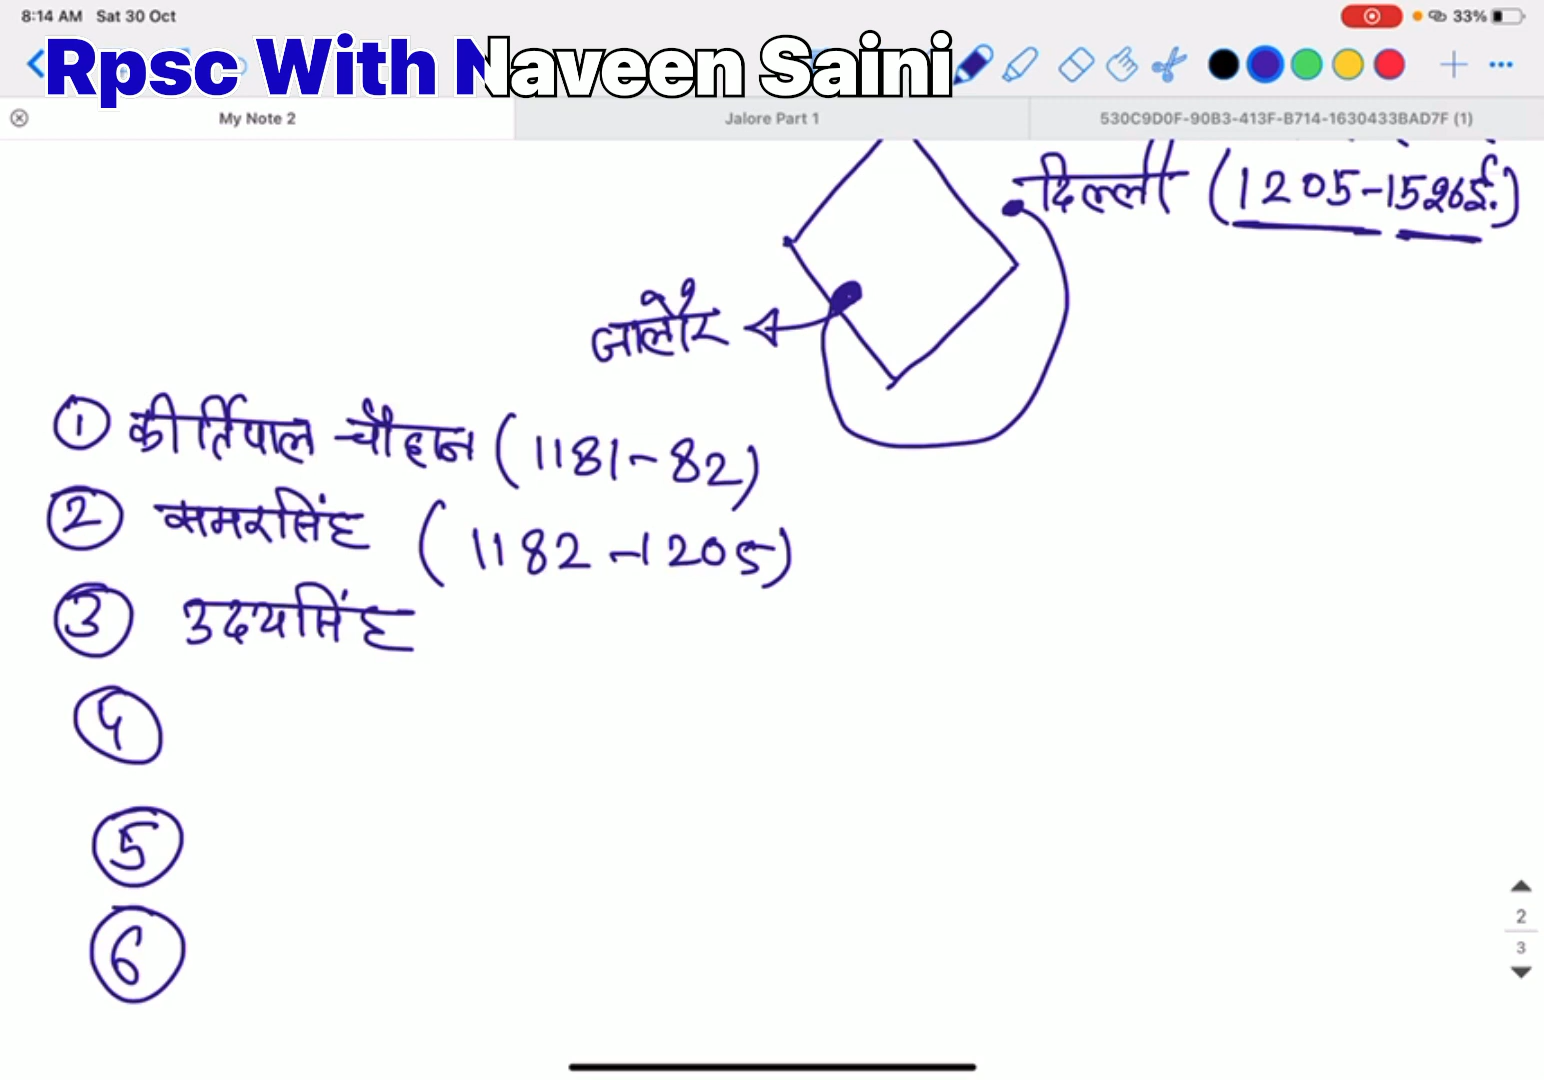 8:14 AM Sat 30 Oct
33%
Rpsc With Naveen Saini
My Note 2
Jalore Part 1
530C9D0F-90B3-413F-B714-1630433BAD7F (1)
दिल्ली (1205-1526ई.)
जालौर
1 कीर्तिपाल चौहान (1181-82)
2 समरसिंह (1182-1205)
3 उदयसिंह
4
5
6
2
3